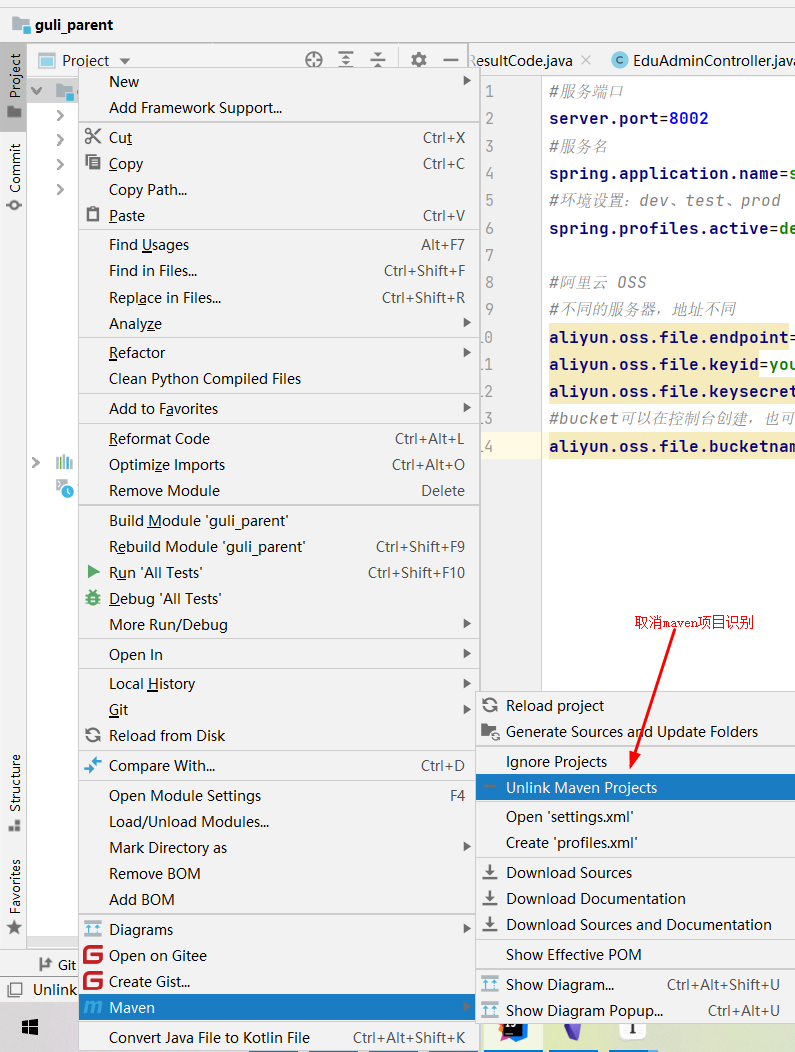 guli_parent
Project
Project
Commit
Structure
Favorites
ResultCode.java
EduAdminController.java
New
Add Framework Support...
Cut Ctrl+X
Copy Ctrl+C
Copy Path...
Paste Ctrl+V
Find Usages Alt+F7
Find in Files... Ctrl+Shift+F
Replace in Files... Ctrl+Shift+R
Analyze
Refactor
Clean Python Compiled Files
Add to Favorites
Reformat Code Ctrl+Alt+L
Optimize Imports Ctrl+Alt+O
Remove Module Delete
Build Module 'guli_parent'
Rebuild Module 'guli_parent' Ctrl+Shift+F9
Run 'All Tests' Ctrl+Shift+F10
Debug 'All Tests'
More Run/Debug
Open In
Local History
Git
Reload from Disk
Compare With... Ctrl+D
Open Module Settings F4
Load/Unload Modules...
Mark Directory as
Remove BOM
Add BOM
Diagrams
Open on Gitee
Create Gist...
Maven
Convert Java File to Kotlin File Ctrl+Alt+Shift+K
Git
Unlink
1 #服务端口
2 server.port=8002
3 #服务名
4 spring.application.name=s
5 #环境设置：dev、test、prod
6 spring.profiles.active=de
7
8 #阿里云 OSS
9 #不同的服务器，地址不同
10 aliyun.oss.file.endpoint=
11 aliyun.oss.file.keyid=you
12 aliyun.oss.file.keysecret
13 #bucket可以在控制台创建，也可
14 aliyun.oss.file.bucketnam
取消maven项目识别
Reload project
Generate Sources and Update Folders
Ignore Projects
Unlink Maven Projects
Open 'settings.xml'
Create 'profiles.xml'
Download Sources
Download Documentation
Download Sources and Documentation
Show Effective POM
Show Diagram... Ctrl+Alt+Shift+U
Show Diagram Popup... Ctrl+Alt+U